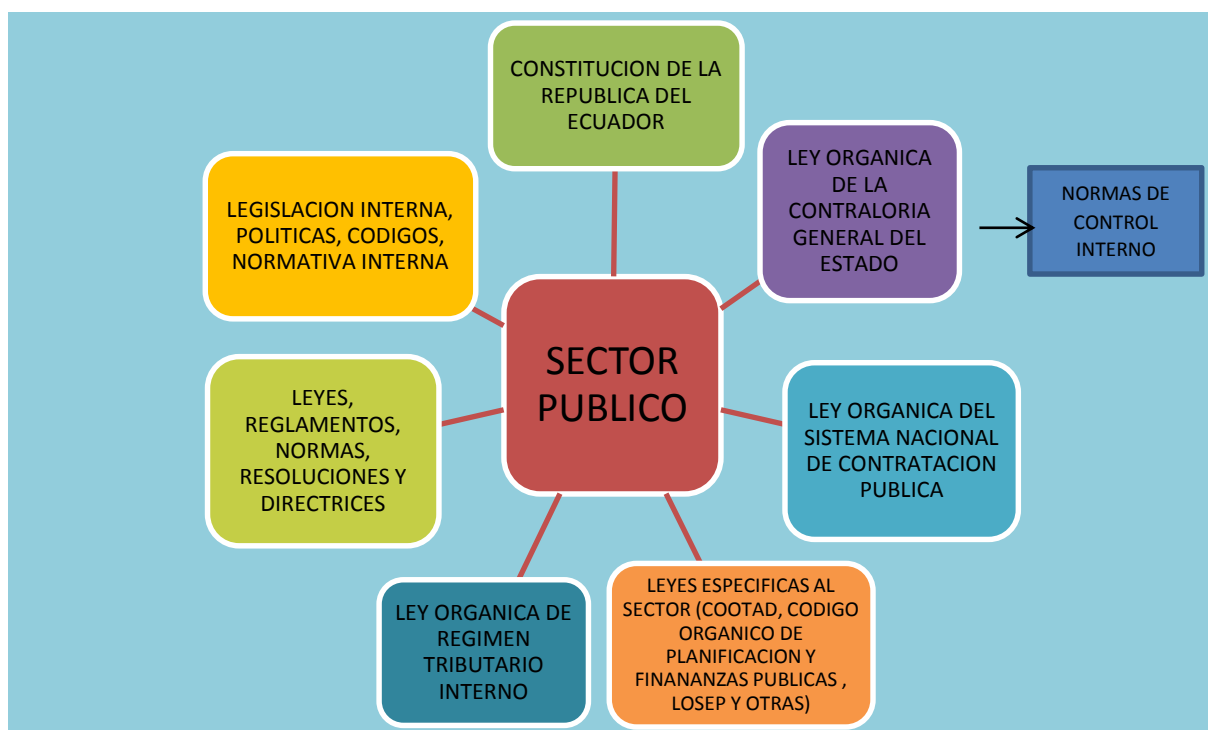 CONSTITUCION DE LA
REPUBLICA DEL
ECUADOR
LEY ORGANICA
DE LA
CONTRALORIA
GENERAL DEL
ESTADO
NORMAS DE
CONTROL
INTERNO
LEGISLACION INTERNA,
POLITICAS, CODIGOS,
NORMATIVA INTERNA
SECTOR
PUBLICO
LEYES,
REGLAMENTOS,
NORMAS,
RESOLUCIONES Y
DIRECTRICES
LEY ORGANICA DEL
SISTEMA NACIONAL
DE CONTRATACION
PUBLICA
LEY ORGANICA DE
REGIMEN
TRIBUTARIO
INTERNO
LEYES ESPECIFICAS AL
SECTOR (COOTAD, CODIGO
ORGANICO DE
PLANIFICACION Y
FINANANZAS PUBLICAS ,
LOSEP Y OTRAS)